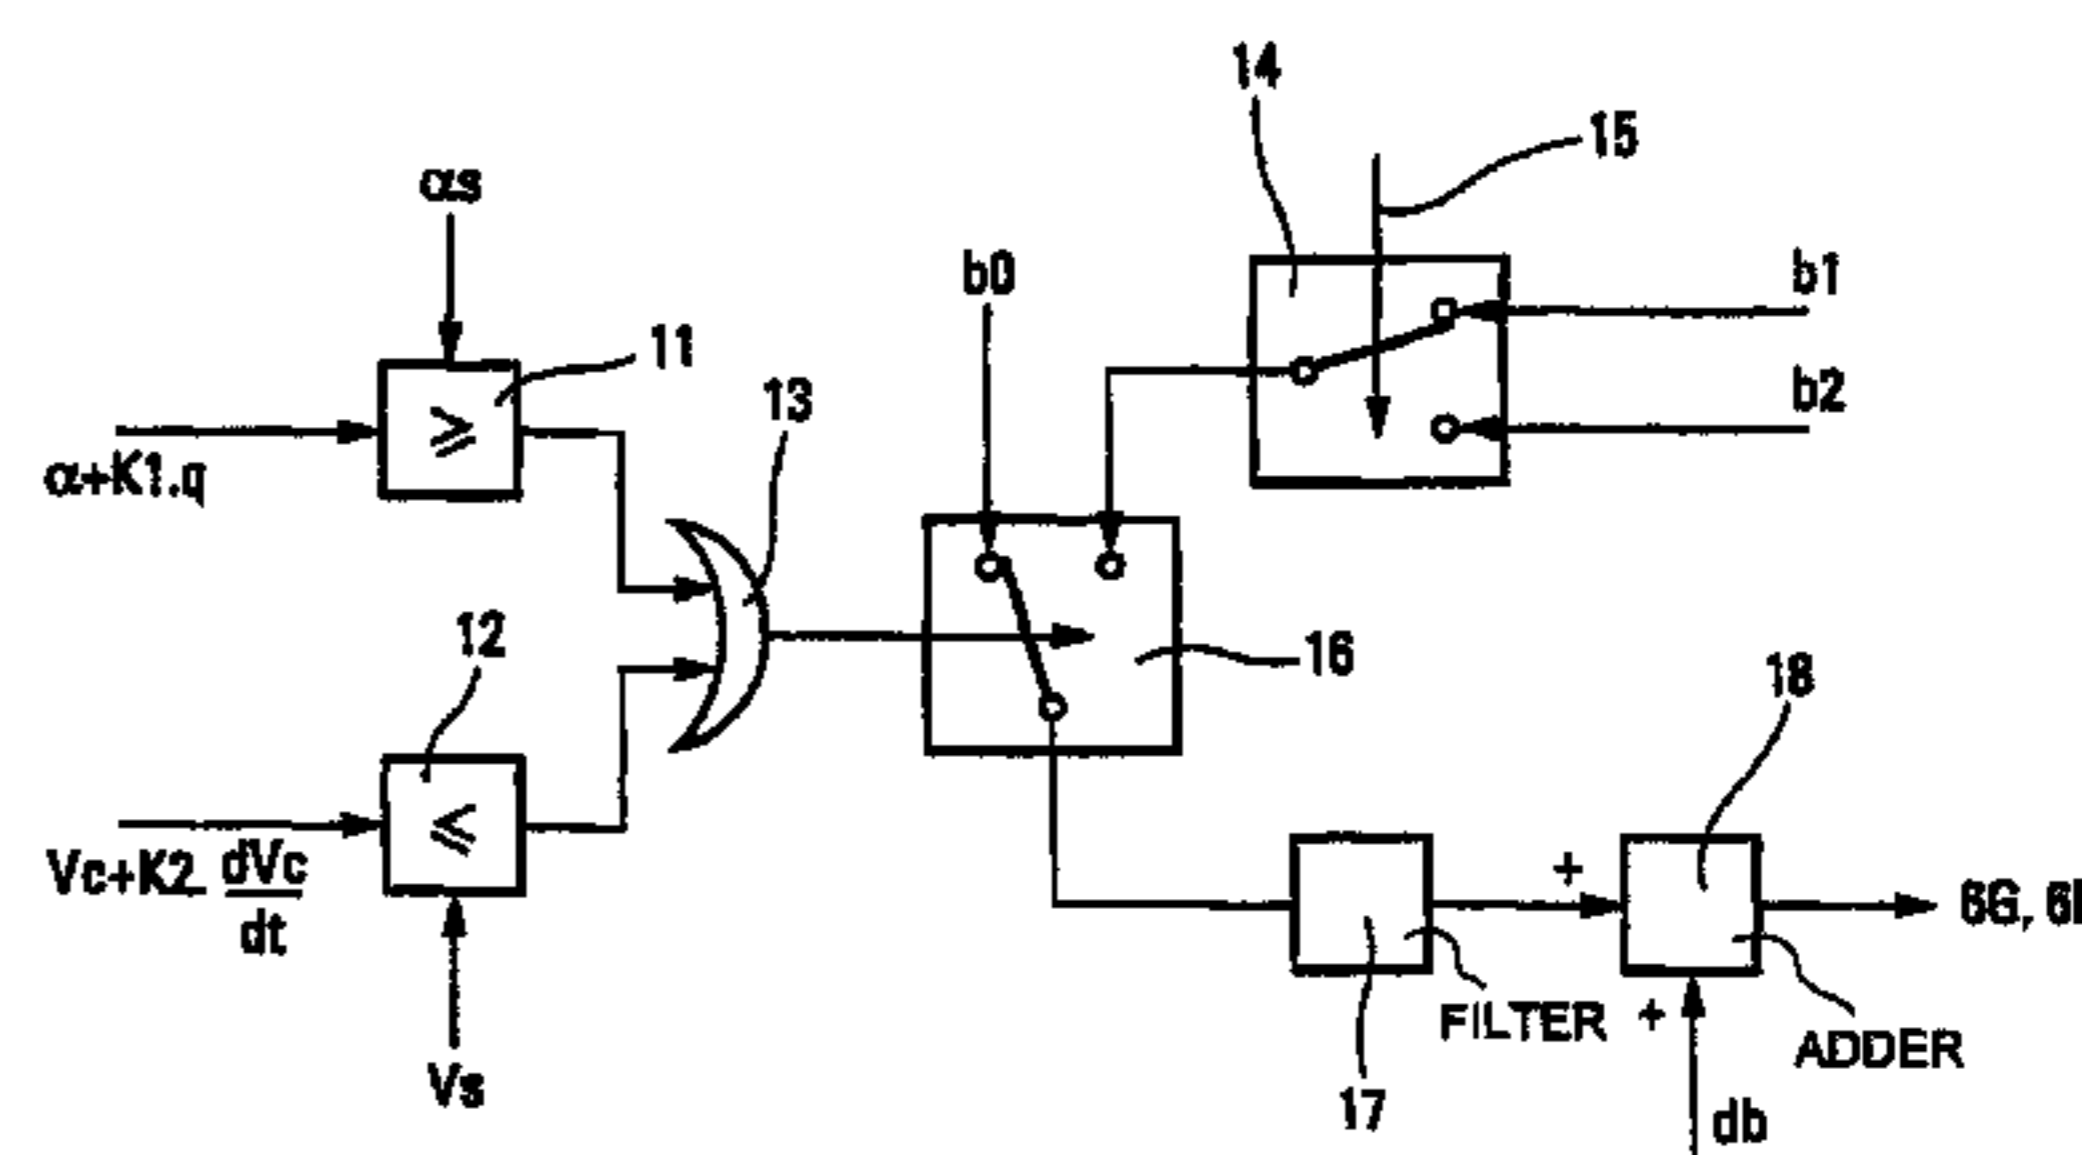 14
15
αs
b0
b1
11
13
b2
α+K1.q
12
16
18
Vc+K2. dVc/dt
6G, 6
FILTER
+
+
ADDER
Vs
17
db